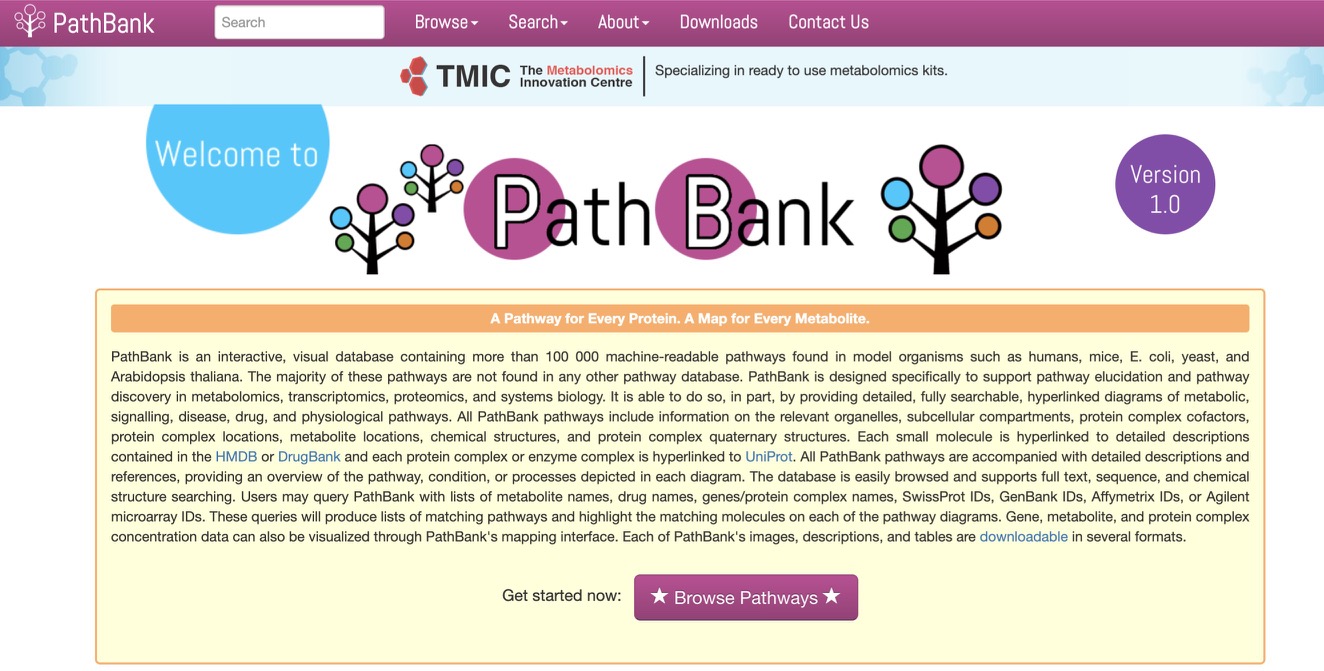 PathBank Search Browse Search About Downloads Contact Us
TMIC The Metabolomics Innovation Centre Specializing in ready to use metabolomics kits.
Welcome to
PathBank
Version
1.0
A Pathway for Every Protein. A Map for Every Metabolite.
PathBank is an interactive, visual database containing more than 100 000 machine-readable pathways found in model organisms such as humans, mice, E. coli, yeast, and
Arabidopsis thaliana. The majority of these pathways are not found in any other pathway database. PathBank is designed specifically to support pathway elucidation and pathway
discovery in metabolomics, transcriptomics, proteomics, and systems biology. It is able to do so, in part, by providing detailed, fully searchable, hyperlinked diagrams of metabolic,
signalling, disease, drug, and physiological pathways. All PathBank pathways include information on the relevant organelles, subcellular compartments, protein complex cofactors,
protein complex locations, metabolite locations, chemical structures, and protein complex quaternary structures. Each small molecule is hyperlinked to detailed descriptions
contained in the HMDB or DrugBank and each protein complex or enzyme complex is hyperlinked to UniProt. All PathBank pathways are accompanied with detailed descriptions and
references, providing an overview of the pathway, condition, or processes depicted in each diagram. The database is easily browsed and supports full text, sequence, and chemical
structure searching. Users may query PathBank with lists of metabolite names, drug names, genes/protein complex names, SwissProt IDs, GenBank IDs, Affymetrix IDs, or Agilent
microarray IDs. These queries will produce lists of matching pathways and highlight the matching molecules on each of the pathway diagrams. Gene, metabolite, and protein complex
concentration data can also be visualized through PathBank's mapping interface. Each of PathBank's images, descriptions, and tables are downloadable in several formats.
Get started now: ★ Browse Pathways ★